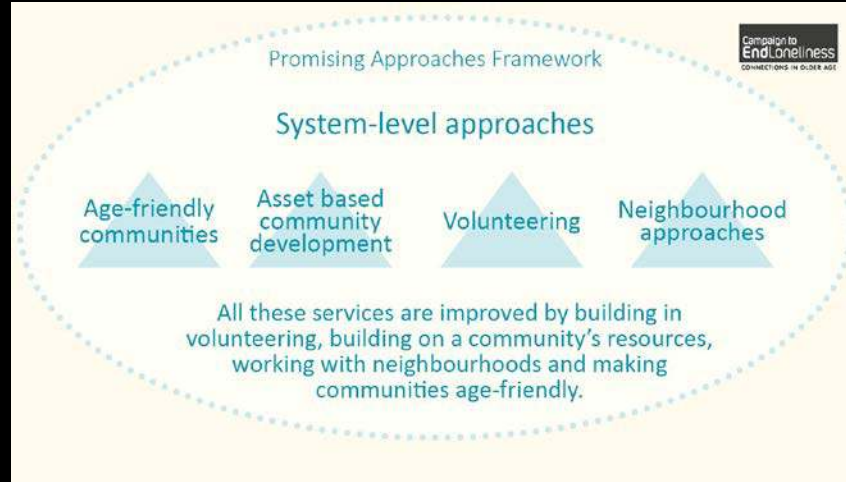 Campaign to
EndLoneliness
CONNECTIONS IN OLDER AGE
Promising Approaches Framework
System-level approaches
Age-friendly
communities
Asset based
community
development
Volunteering
Neighbourhood
approaches
All these services are improved by building in
volunteering, building on a community’s resources,
working with neighbourhoods and making
communities age-friendly.